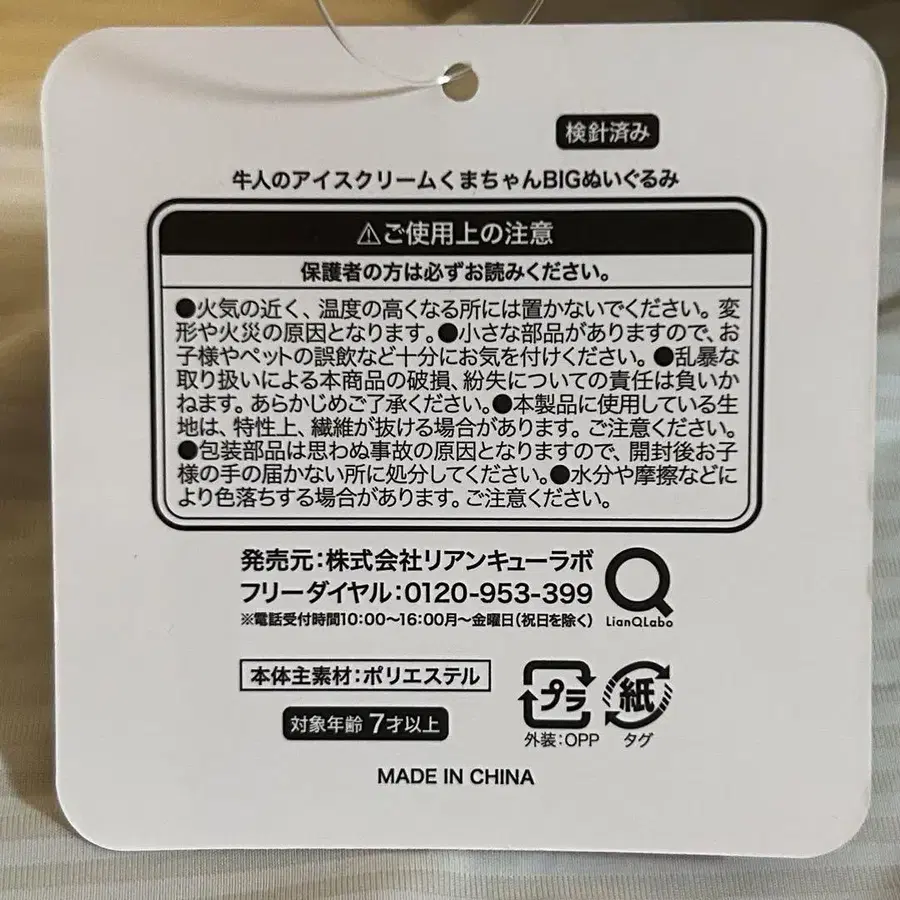 検針済み
牛人のアイスクリームくまちゃんBIGぬいぐるみ
⚠ご使用上の注意
保護者の方は必ずお読みください。
●火気の近く、温度の高くなる所には置かないでください。変
形や火災の原因となります。●小さな部品がありますので、お
子様やペットの誤飲など十分にお気を付けください。●乱暴な
取り扱いによる本商品の破損、紛失についての責任は負いか
ねます。あらかじめご了承ください。●本製品に使用している生
地は、特性上、繊維が抜ける場合があります。ご注意ください。
●包装部品は思わぬ事故の原因となりますので、開封後お子
様の手の届かない所に処分してください。●水分や摩擦などに
より色落ちする場合があります。ご注意ください。
発売元:株式会社リアンキューラボ
フリーダイヤル:0120-953-399
※電話受付時間10:00〜16:00月〜金曜日(祝日を除く)
LianQLabo
本体主素材:ポリエステル
対象年齢 7才以上
プラ
外装:OPP
紙
タグ
MADE IN CHINA